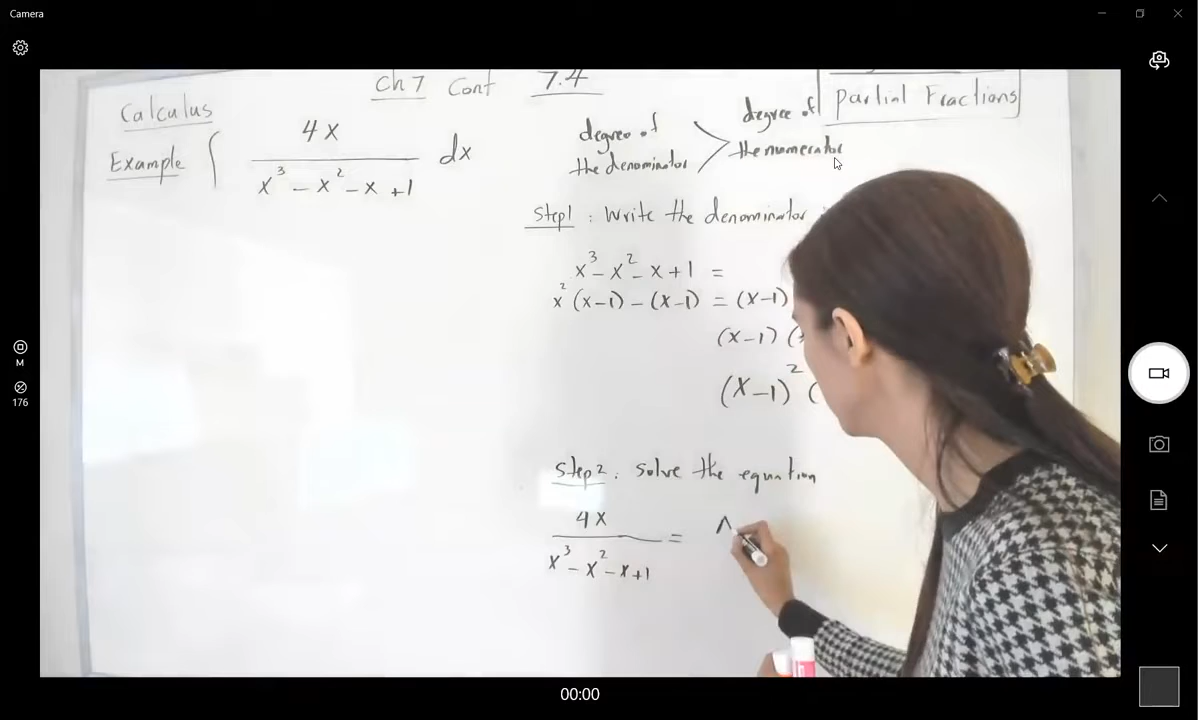 Camera
Ch 7 Cont 7.4
Calculus
Partial Fractions
Example ∫ 4x / (x³ - x² - x + 1) dx
degree of the denominator > degree of the numerator
Step1 : Write the denominator
x³ - x² - x + 1 =
x² (x-1) - (x-1) = (x-1)
(x-1) (
(x-1)² (
Step2 : Solve the equation
4x / (x³ - x² - x + 1) =
M
176
00:00